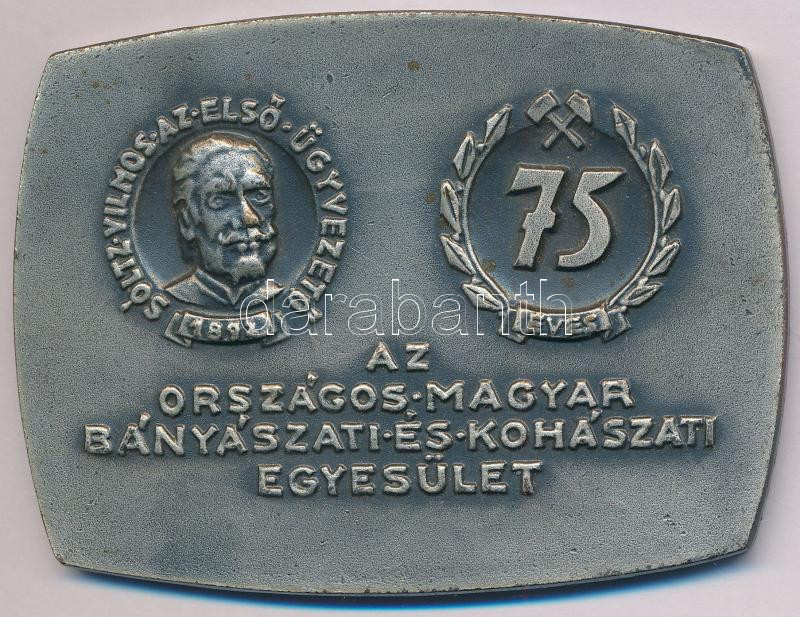 SÓLTZ·VILMOS·AZ·ELSŐ·ÜGYVEZETŐ
75
ÉVES
AZ
ORSZÁGOS·MAGYAR
BÁNYÁSZATI·ÉS·KOHÁSZATI
EGYESÜLET
darabanth